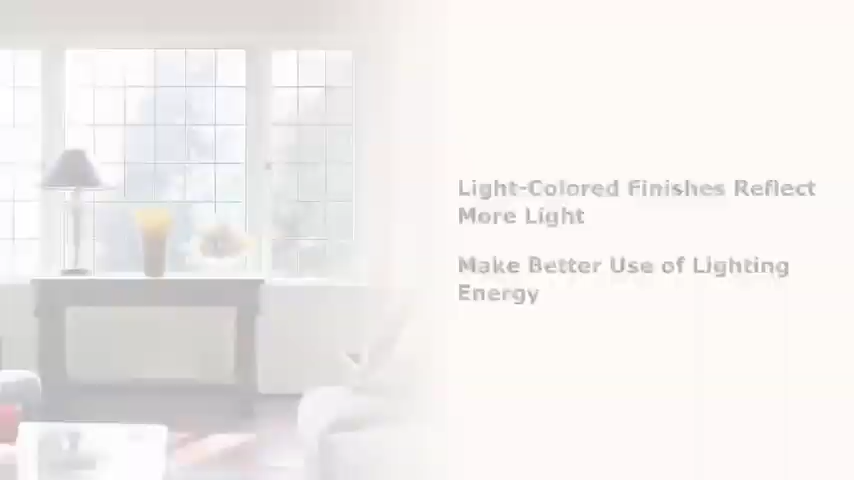 Light-Colored Finishes Reflect
More Light
Make Better Use of Lighting
Energy